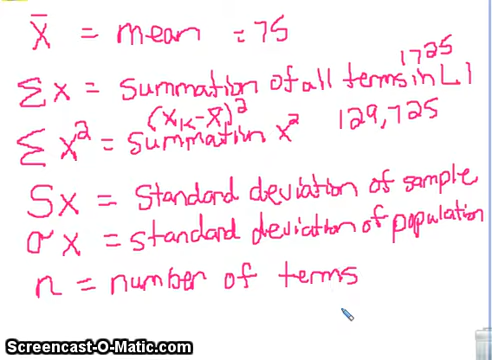 X̄ = mean = 75
1725
Σx = Summation of all terms in L1
(xₖ-x̄)²
Σx² = Summation x² 129,725
Sx = Standard deviation of sample
σx = standard deviation of population
n = number of terms
Screencast-O-Matic.com